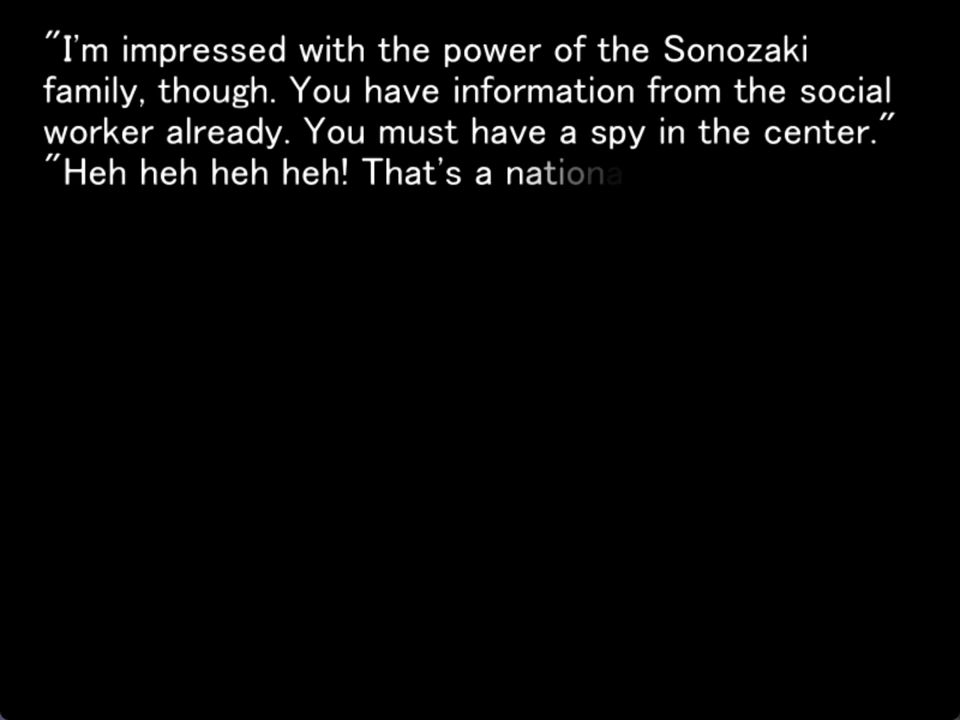 "I'm impressed with the power of the Sonozaki
family, though. You have information from the social
worker already. You must have a spy in the center."
"Heh heh heh heh! That's a nationa